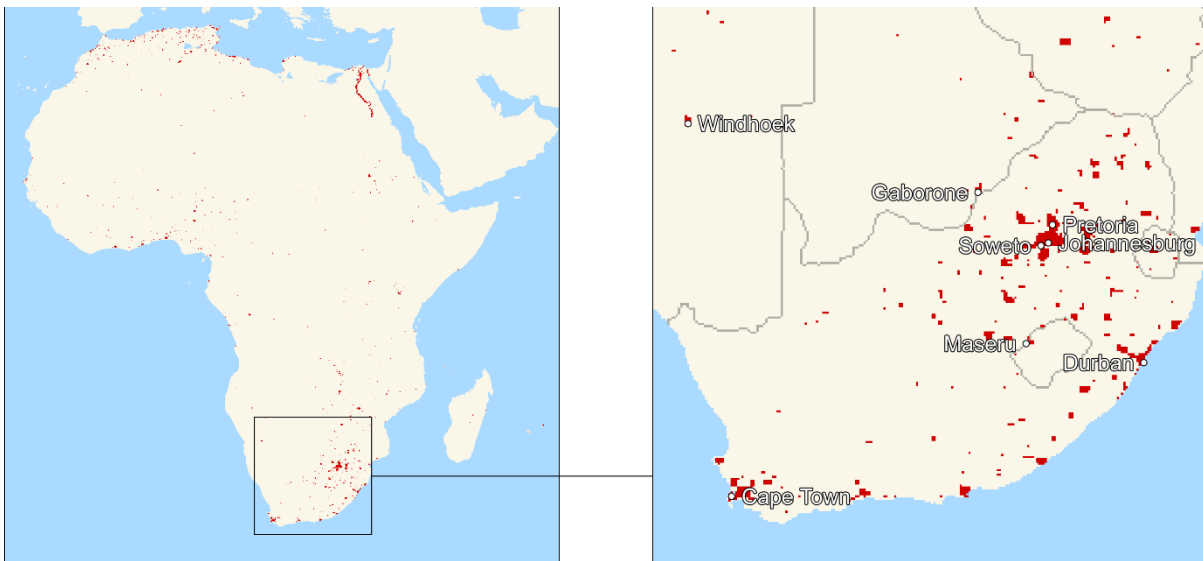 Windhoek
Gaborone
Pretoria
Soweto
Johannesburg
Maseru
Durban
Cape Town